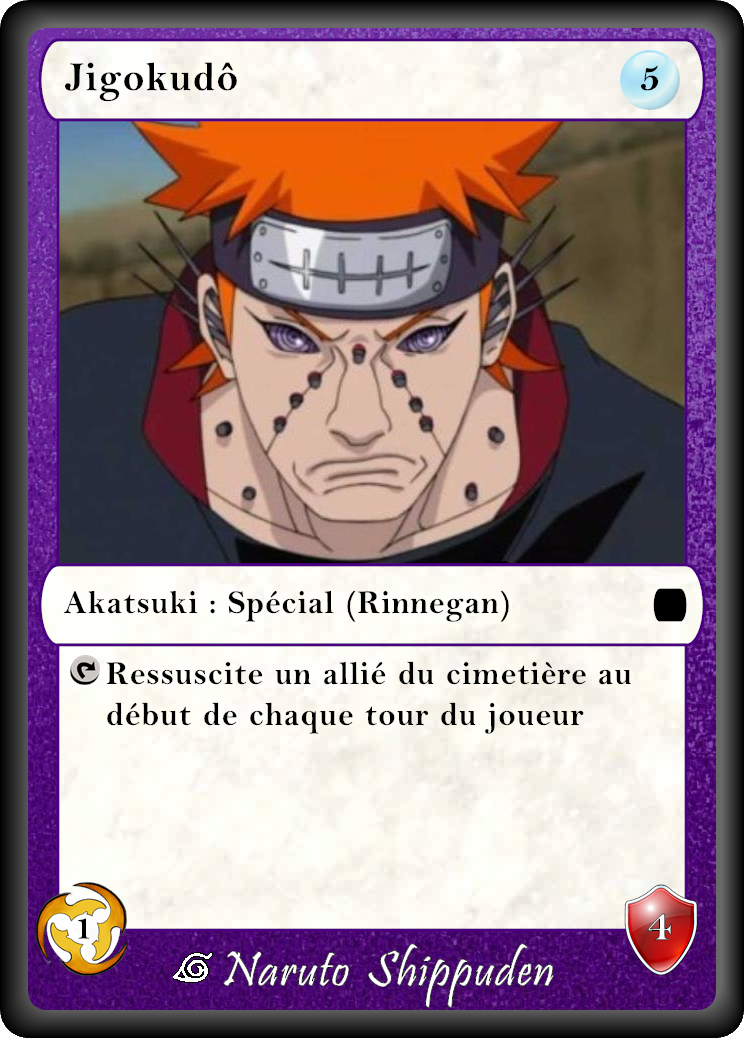 Jigokudô
5
Akatsuki : Spécial (Rinnegan)
Ressuscite un allié du cimetière au
début de chaque tour du joueur
1
4
Naruto Shippuden